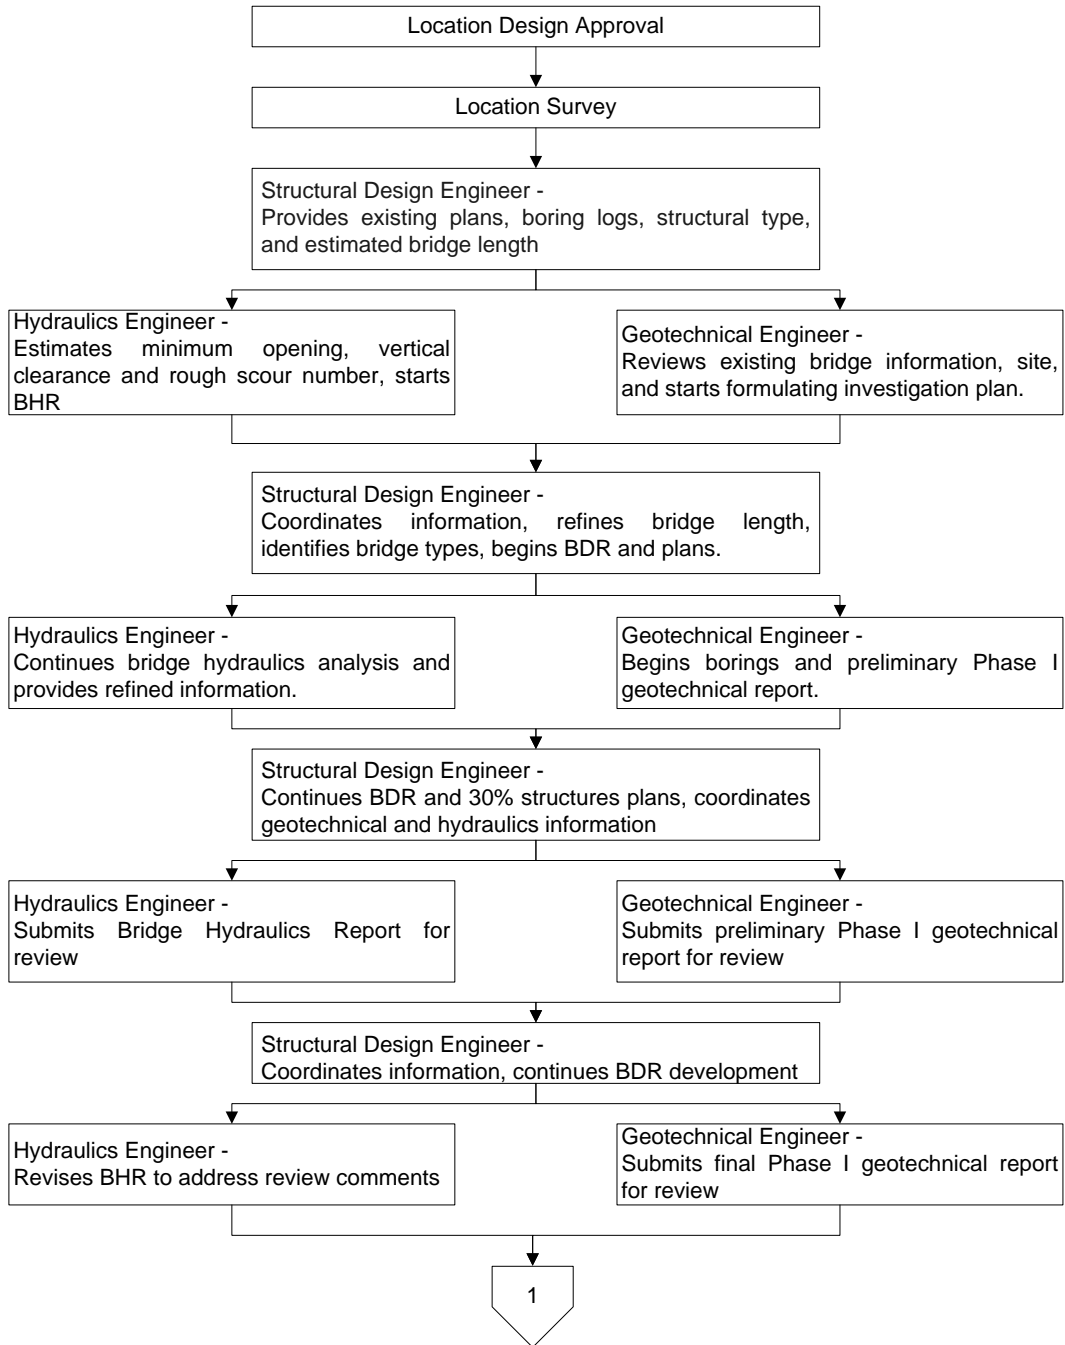 Location Design Approval
Location Survey
Structural Design Engineer -
Provides existing plans, boring logs, structural type,
and estimated bridge length
Hydraulics Engineer -
Estimates minimum opening, vertical
clearance and rough scour number, starts
BHR
Geotechnical Engineer -
Reviews existing bridge information, site,
and starts formulating investigation plan.
Structural Design Engineer -
Coordinates information, refines bridge length,
identifies bridge types, begins BDR and plans.
Hydraulics Engineer -
Continues bridge hydraulics analysis and
provides refined information.
Geotechnical Engineer -
Begins borings and preliminary Phase I
geotechnical report.
Structural Design Engineer -
Continues BDR and 30% structures plans, coordinates
geotechnical and hydraulics information
Hydraulics Engineer -
Submits Bridge Hydraulics Report for
review
Geotechnical Engineer -
Submits preliminary Phase I geotechnical
report for review
Structural Design Engineer -
Coordinates information, continues BDR development
Hydraulics Engineer -
Revises BHR to address review comments
Geotechnical Engineer -
Submits final Phase I geotechnical report
for review
1